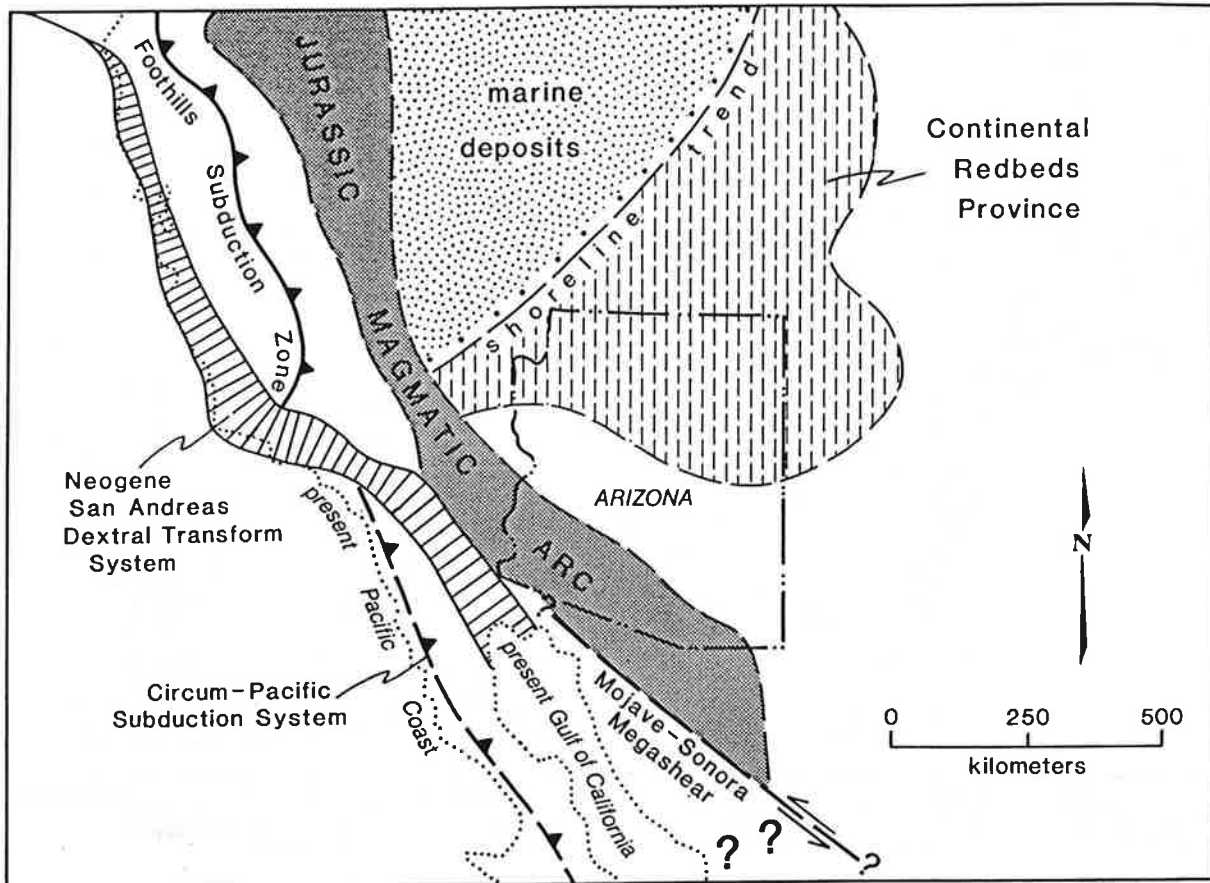 Foothills
Subduction
Zone
JURASSIC
MAGMATIC
ARC
marine
deposits
shoreline trend
Continental
Redbeds
Province
ARIZONA
Neogene
San Andreas
Dextral Transform
System
present
Pacific
Coast
Circum-Pacific
Subduction System
present Gulf of California
Mojave-Sonora
Megashear
?
? ?
?
N
0 250 500
kilometers